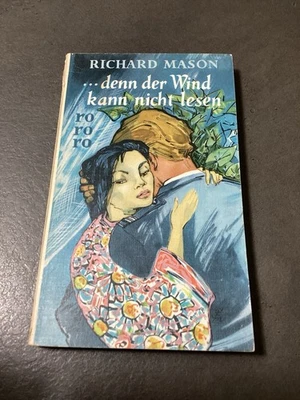 RICHARD MASON
...denn der Wind
kann nicht lesen
ro
ro
ro